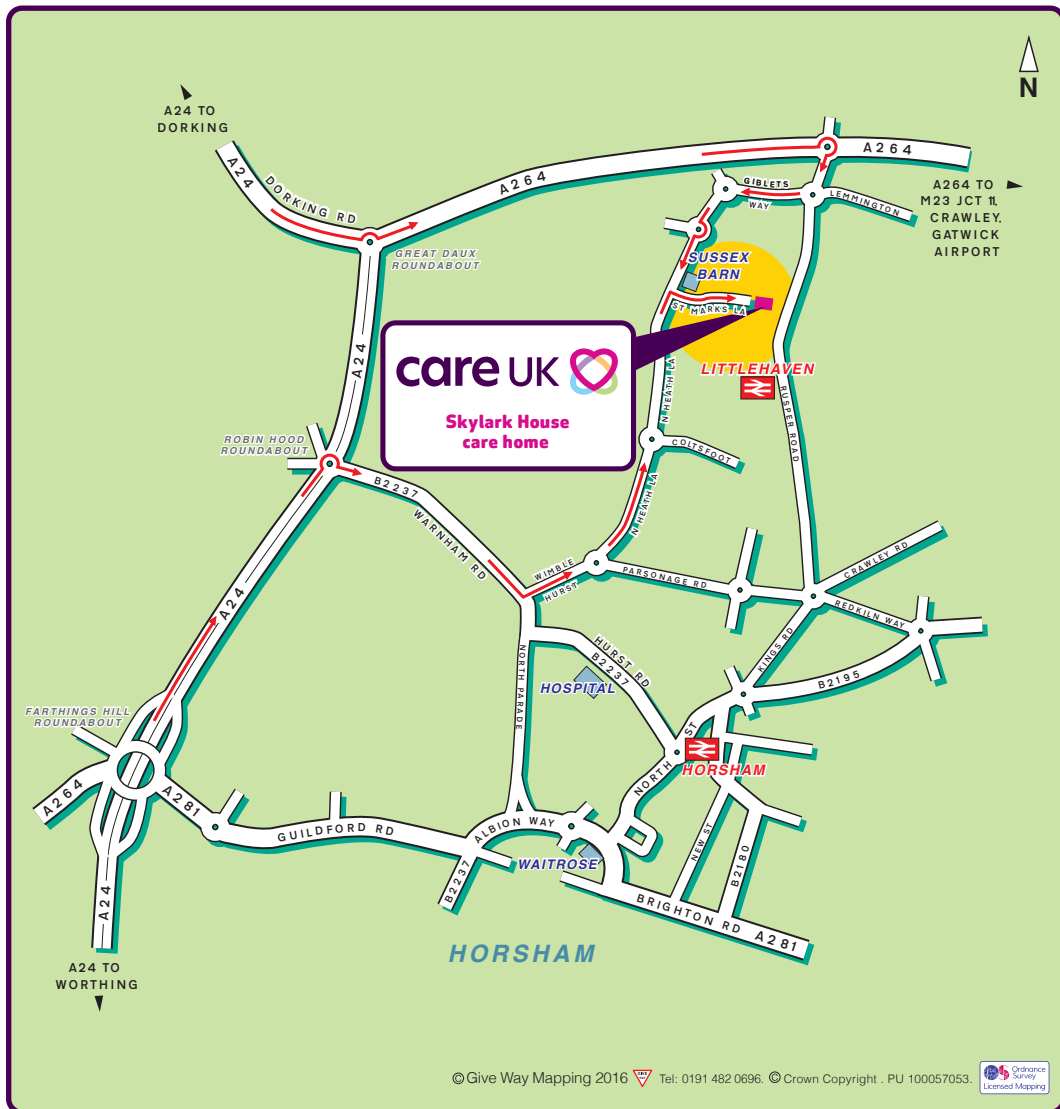 N
A24 TO
DORKING
A24
DORKING RD
A264
A264
A264 TO
M23 JCT 11,
CRAWLEY,
GATWICK
AIRPORT
GIBLETS
WAY
LEMMINGTON
GREAT DAUX
ROUNDABOUT
SUSSEX
BARN
ST MARKS LA
A24
care UK
Skylark House
care home
LITTLEHAVEN
N HEATH LA
RUSPER ROAD
ROBIN HOOD
ROUNDABOUT
COLTSFOOT
B2237
WARNHAM RD
N HEATH LA
WIMBLE
HURST
PARSONAGE RD
CRAWLEY RD
REDKILN WAY
A24
KINGS RD
HURST RD
B2237
NORTH PARADE
HOSPITAL
B2195
FARTHINGS HILL
ROUNDABOUT
NORTH ST
HORSHAM
A264
A281
GUILDFORD RD
ALBION WAY
WAITROSE
NEW ST
B2180
B2237
A24
BRIGHTON RD
A281
HORSHAM
A24 TO
WORTHING
© Give Way Mapping 2016
Tel: 0191 482 0696. © Crown Copyright . PU 100057053.
Ordnance
Survey
Licensed Mapping